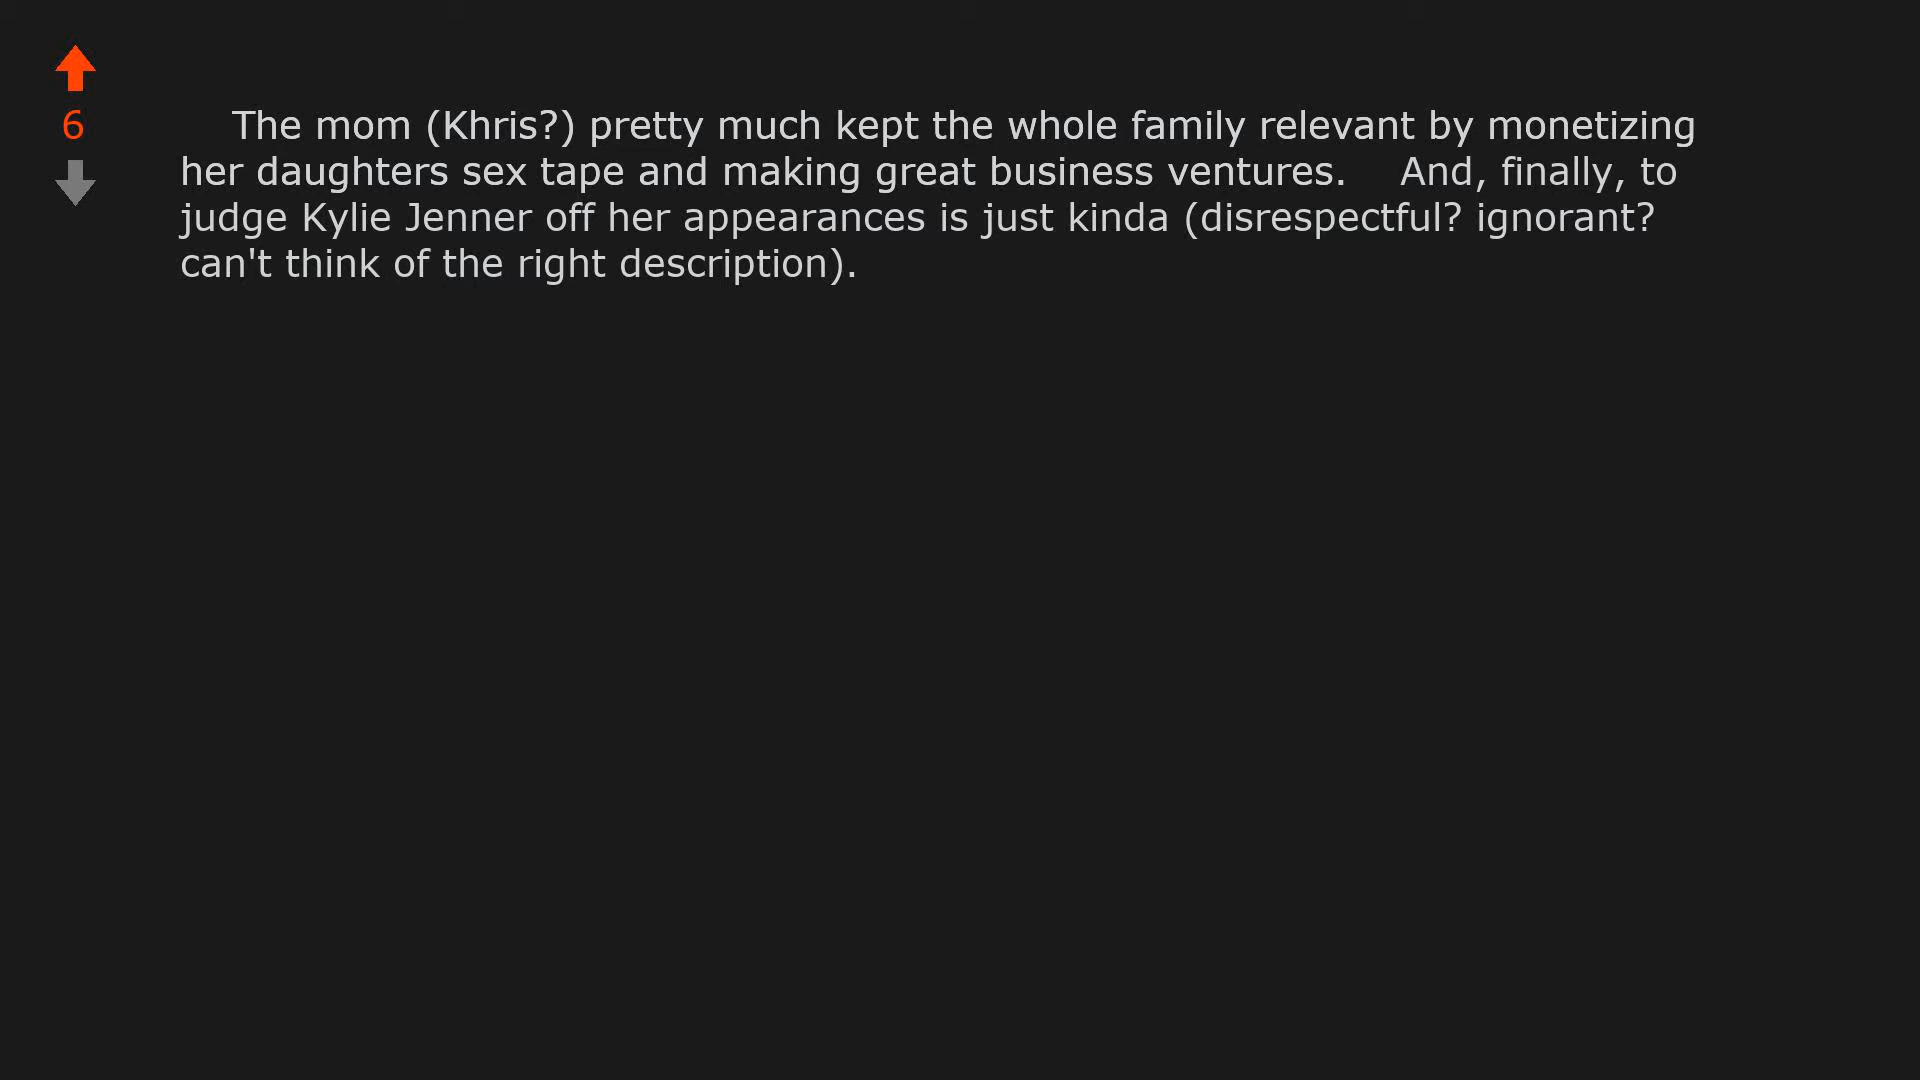 6
The mom (Khris?) pretty much kept the whole family relevant by monetizing
her daughters sex tape and making great business ventures.    And, finally, to
judge Kylie Jenner off her appearances is just kinda (disrespectful? ignorant?
can't think of the right description).